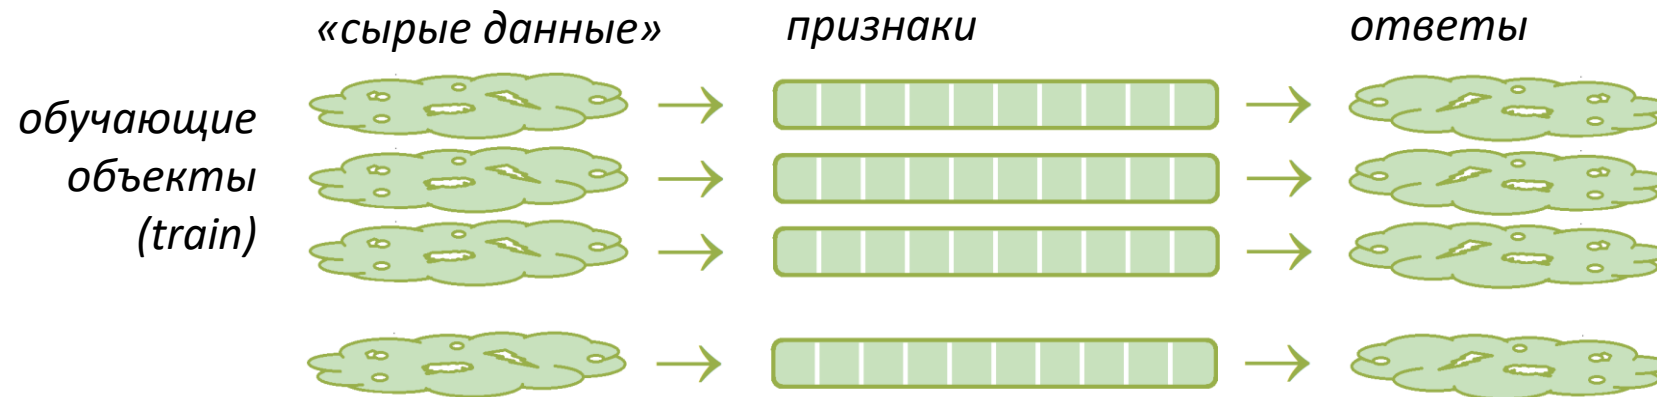 «сырые данные»
признаки
ответы
обучающие
объекты
(train)